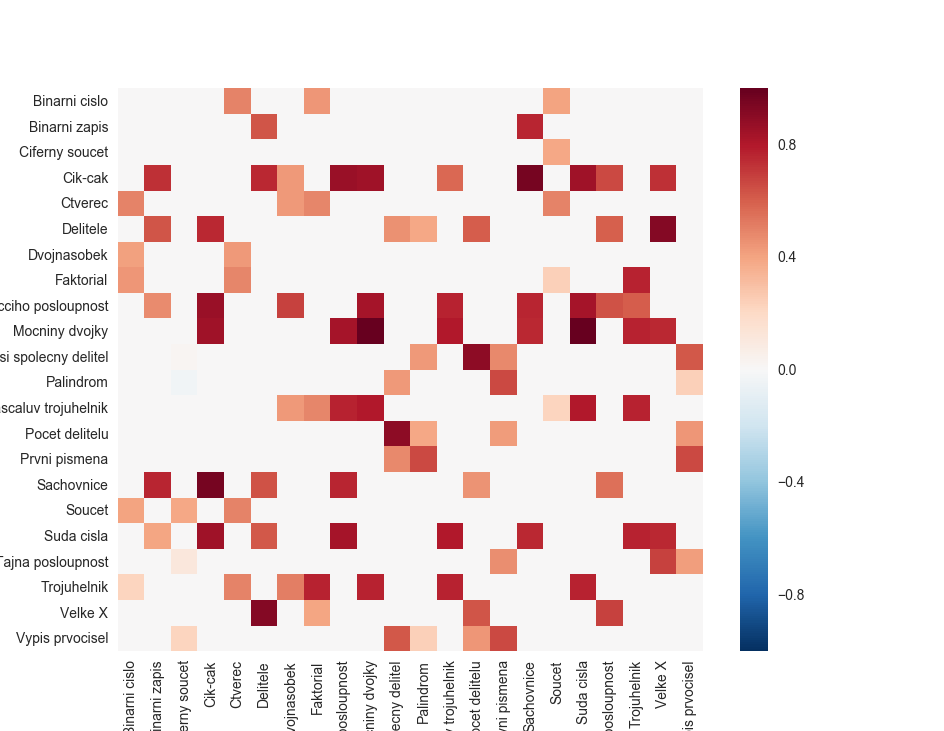 Binarni cislo
Binarni zapis
Ciferny soucet
Cik-cak
Ctverec
Delitele
Dvojnasobek
Faktorial
cciho posloupnost
Mocniny dvojky
si spolecny delitel
Palindrom
scaluv trojuhelnik
Pocet delitelu
Prvni pismena
Sachovnice
Soucet
Suda cisla
Tajna posloupnost
Trojuhelnik
Velke X
Vypis prvocisel
0.8
0.4
0.0
−0.4
−0.8
Binarni cislo
inarni zapis
erny soucet
Cik-cak
Ctverec
Delitele
vojnasobek
Faktorial
posloupnost
cniny dvojky
ecny delitel
Palindrom
trojuhelnik
ocet delitelu
vni pismena
Sachovnice
Soucet
Suda cisla
posloupnost
Trojuhelnik
Velke X
is prvocisel